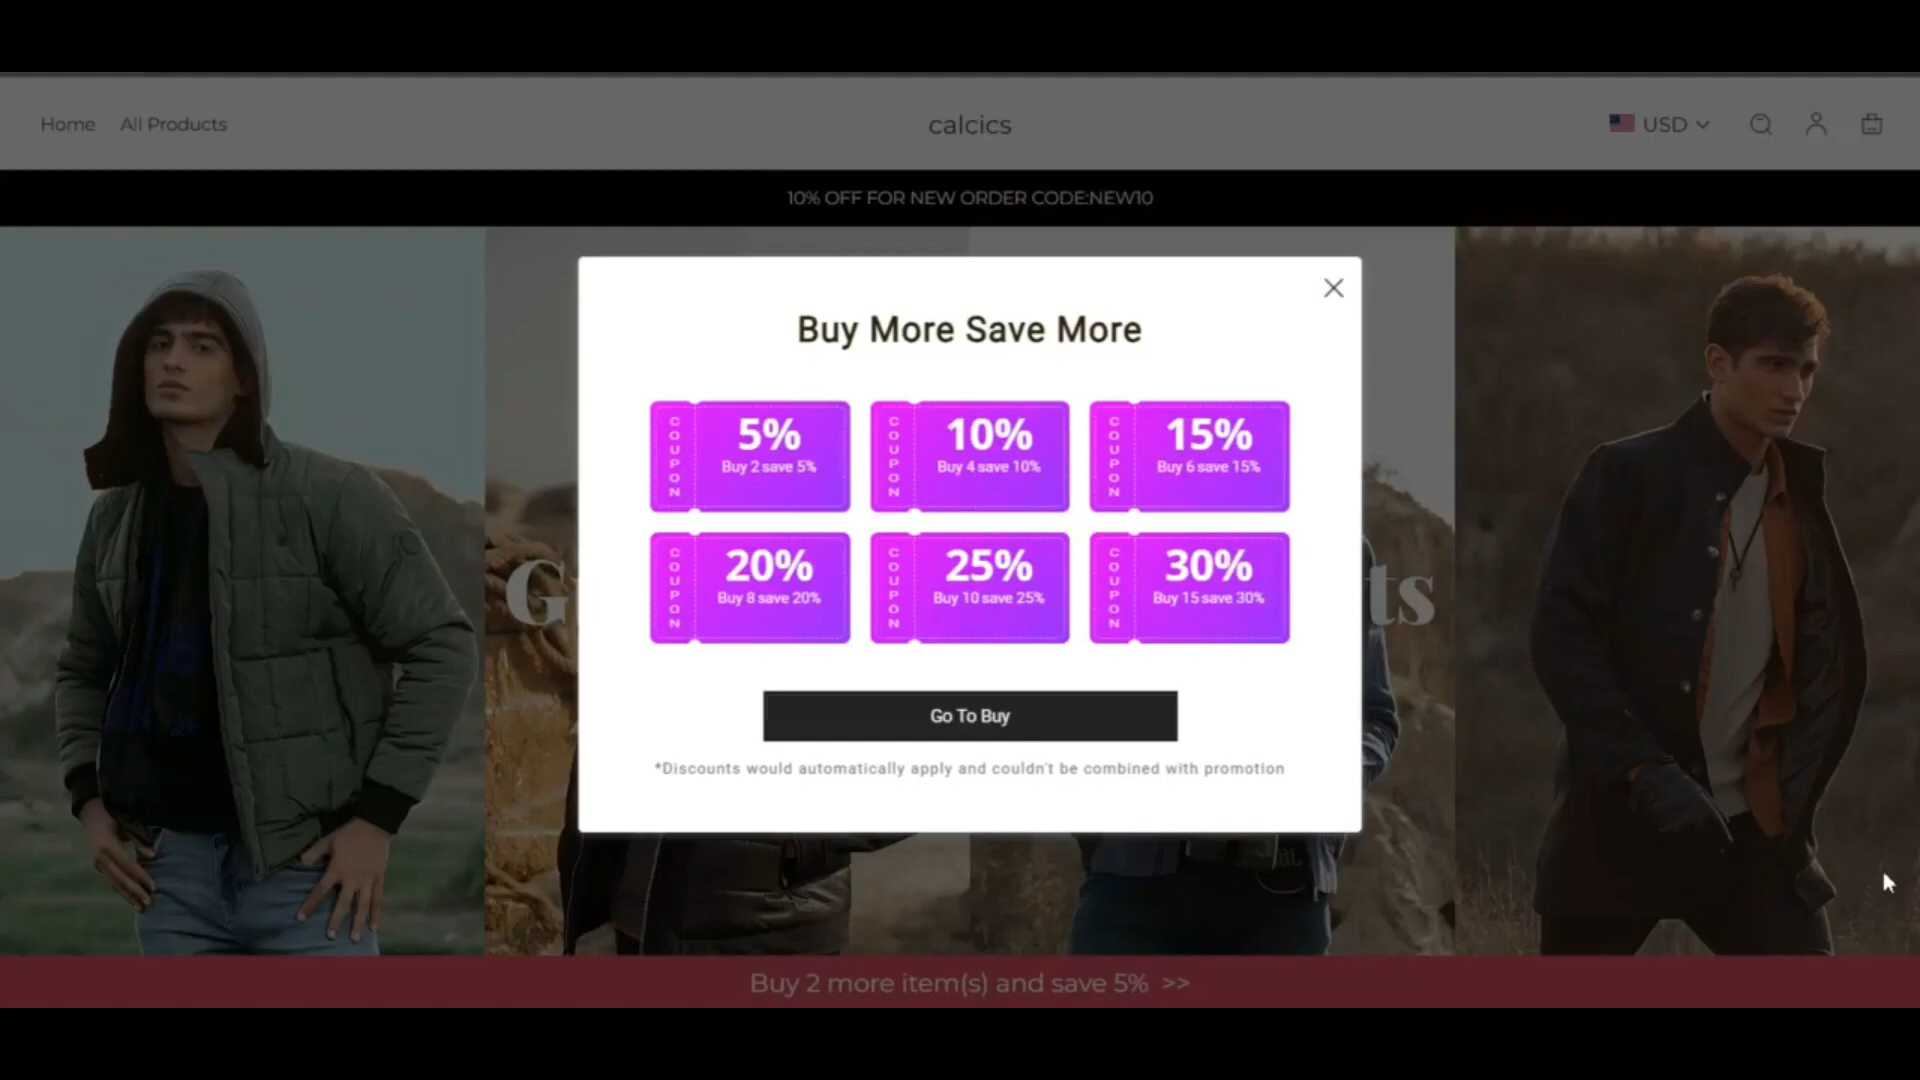 Home All Products calcics USD
10% OFF FOR NEW ORDER CODE:NEW10
Buy More Save More
COUPON 5% Buy 2 save 5%
COUPON 10% Buy 4 save 10%
COUPON 15% Buy 6 save 15%
COUPON 20% Buy 8 save 20%
COUPON 25% Buy 10 save 25%
COUPON 30% Buy 15 save 30%
Go To Buy
*Discounts would automatically apply and couldn't be combined with promotion
Buy 2 more item(s) and save 5% >>